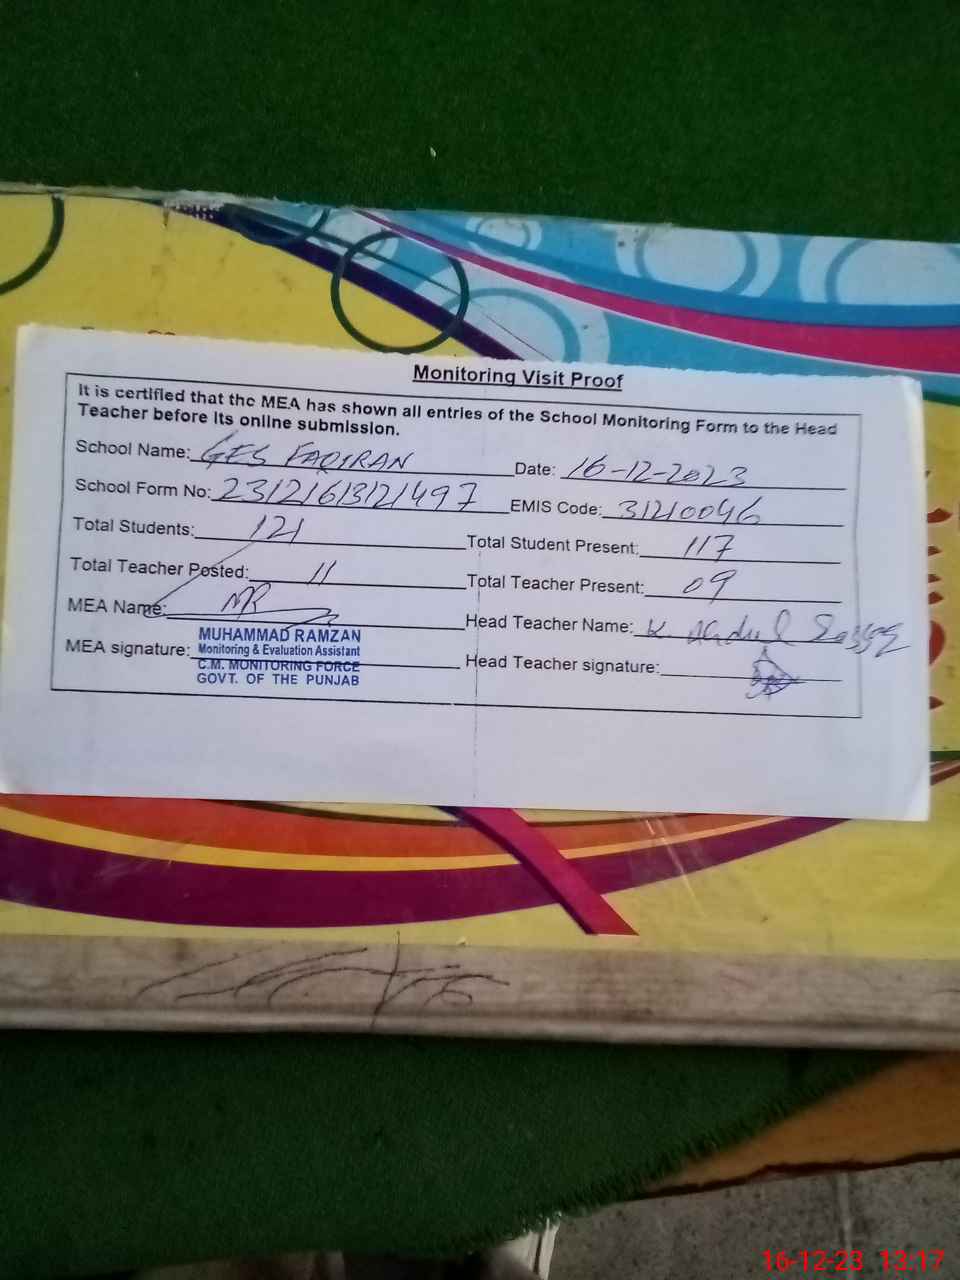 Monitoring Visit Proof
It is certified that the MEA has shown all entries of the School Monitoring Form to the Head
Teacher before its online submission.
School Name: GES FAQIRAN Date: 16-12-2023
School Form No: EMIS Code: 31210046
Total Students: 121 Total Student Present: 117
Total Teacher Posted: 11 Total Teacher Present: 09
MEA Name: MR Head Teacher Name: K. Abdul
MEA signature: Head Teacher signature:
MUHAMMAD RAMZAN
Monitoring & Evaluation Assistant
C.M. MONITORING FORCE
GOVT. OF THE PUNJAB
16-12-23 13:17